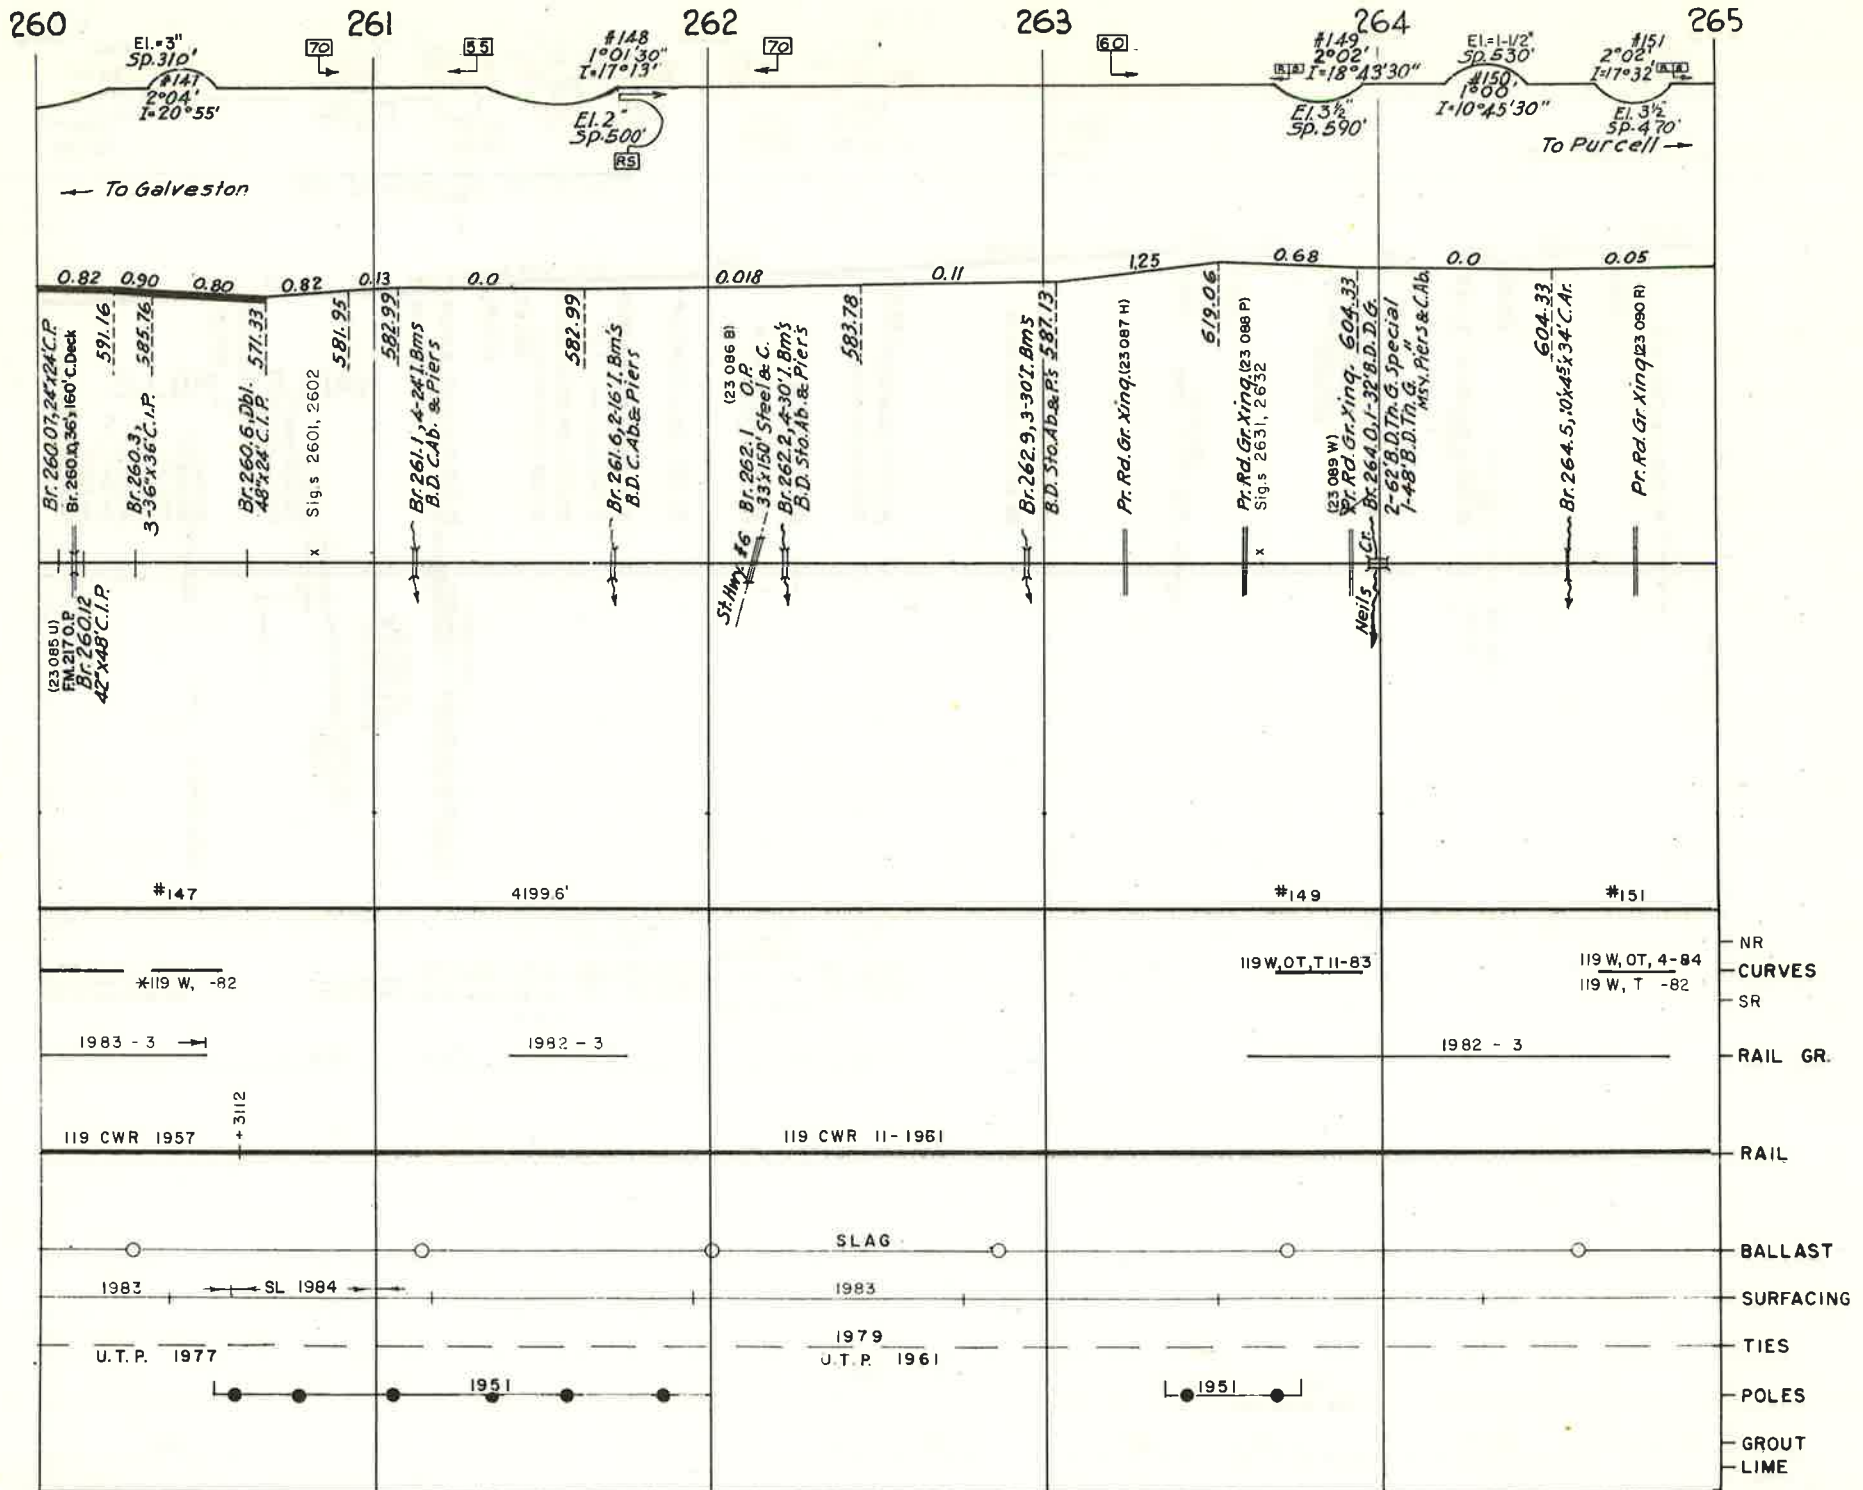 260 261 262 263 264 265
El.=3"
Sp.310'
#147
2°04'
I=20°55'
70
55
#148
1°01'30"
I=17°13'
El.2"
Sp.500'
RS
70
60
#149
2°02'
I=18°43'30"
El.3½"
Sp.590'
El.=1-1/2"
Sp.530'
#150
1°00'
I=10°45'30"
#151
2°02'
I=17°32'
El.3½"
Sp.470'
To Purcell
To Galveston
0.82 0.90 0.80 0.82 0.13 0.0 0.018 0.11 1.25 0.68 0.0 0.05
Br.260.07,24"x24'C.P.
Br.260.10,36's,160'C.Deck
591.16
585.76
Br.260.3,
3-36"x36'C.I.P.
Br.260.6,Dbl.
48"x24'C.I.P.
571.33
Sig.s 2601, 2602
x
581.95
582.99
Br.261.1,4-24'I.Bms
B.D. C.Ab. & Piers
582.99
Br.261.6,2-16'I.Bm's
B.D. C.Ab.& Piers
(23 086 B)
Br.262.1 O.P.
33'x150' Steel & C.
Br.262.2,4-30'I.Bm's
B.D. Sto.Ab.& Piers
583.78
Br.262.9,3-30'I.Bm's
B.D. Sto.Ab.&P.'s
587.13
Pr.Rd.Gr.Xing.(23 087 H)
619.06
Pr.Rd.Gr.Xing.(23 088 P)
Sig.s 2631, 2632
x
(23 089 W)
Pr.Rd.Gr.Xing.
604.33
Br.264.0,1-32'B.D.D.G.
2-62'B.D.Th.G.Special
1-48'B.D.Th.G. "
Msy.Piers & C.Ab.
604.33
Br.264.5,10'x4.5'x34'C.Ar.
Pr.Rd.Gr.Xing(23 090 R)
St.Hwy.#6
Neils Cr.
(23 085 U)
F.M.217 O.P.
Br.260.12
42"x48'C.I.P.
#147 4199.6' #149 #151
NR
CURVES
SR
*119 W, -82
119 W,OT,T 11-83
119 W, OT, 4-84
119 W, T -82
1983 - 3
1982 - 3
1982 - 3
RAIL GR.
+3112
119 CWR 1957
119 CWR 11-1961
RAIL
SLAG
BALLAST
1983
SL 1984
1983
SURFACING
1979
TIES
U.T.P. 1977
U.T.P. 1961
1951
1951
POLES
GROUT
LIME